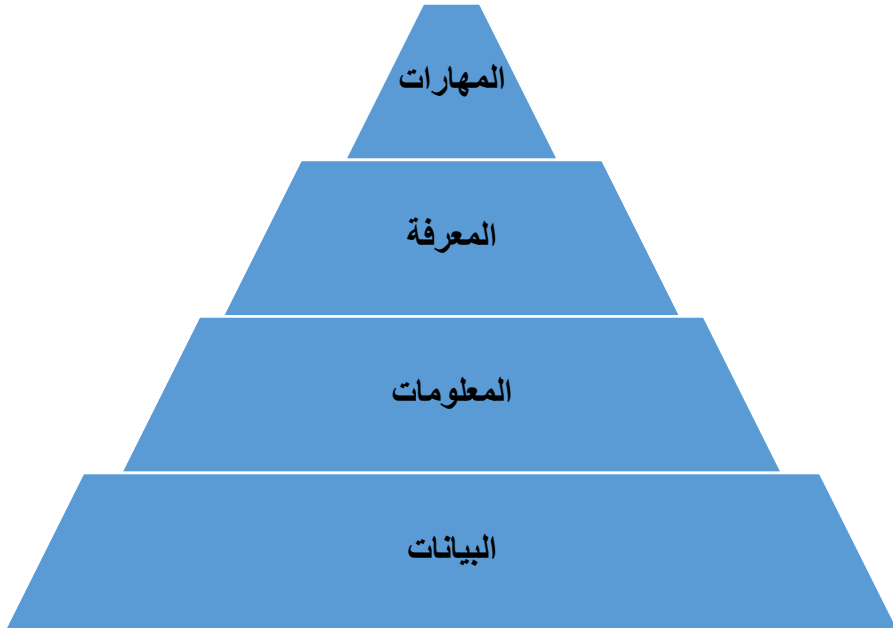 المهارات
المعرفة
المعلومات
البيانات